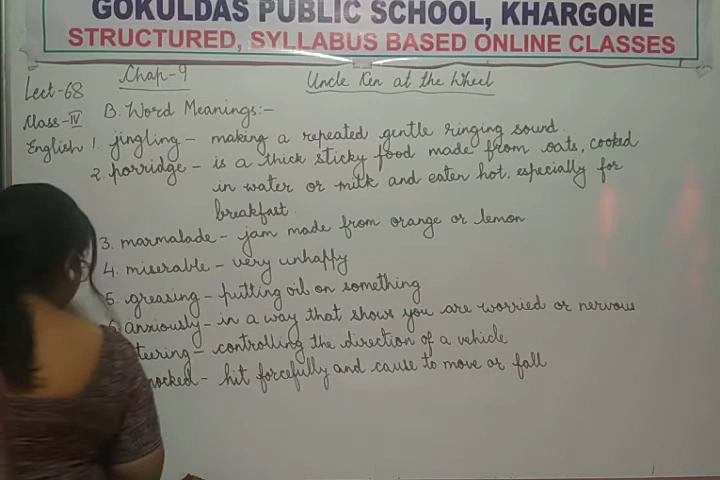 GOKULDAS PUBLIC SCHOOL, KHARGONE
STRUCTURED, SYLLABUS BASED ONLINE CLASSES
Lect-68
Class-IV
English
Chap-9
Uncle Ken at the Wheel
B. Word Meanings:-
1. jingling - making a repeated gentle ringing sound.
2. porridge - is a thick sticky food made from oats, cooked
in water or milk and eaten hot, especially for
breakfast.
3. marmalade - jam made from orange or lemon
4. miserable - very unhappy
5. greasing - putting oil on something
anxiously - in a way that shows you are worried or nervous
teering - controlling the direction of a vehicle
nocked - hit forcefully and cause to move or fall